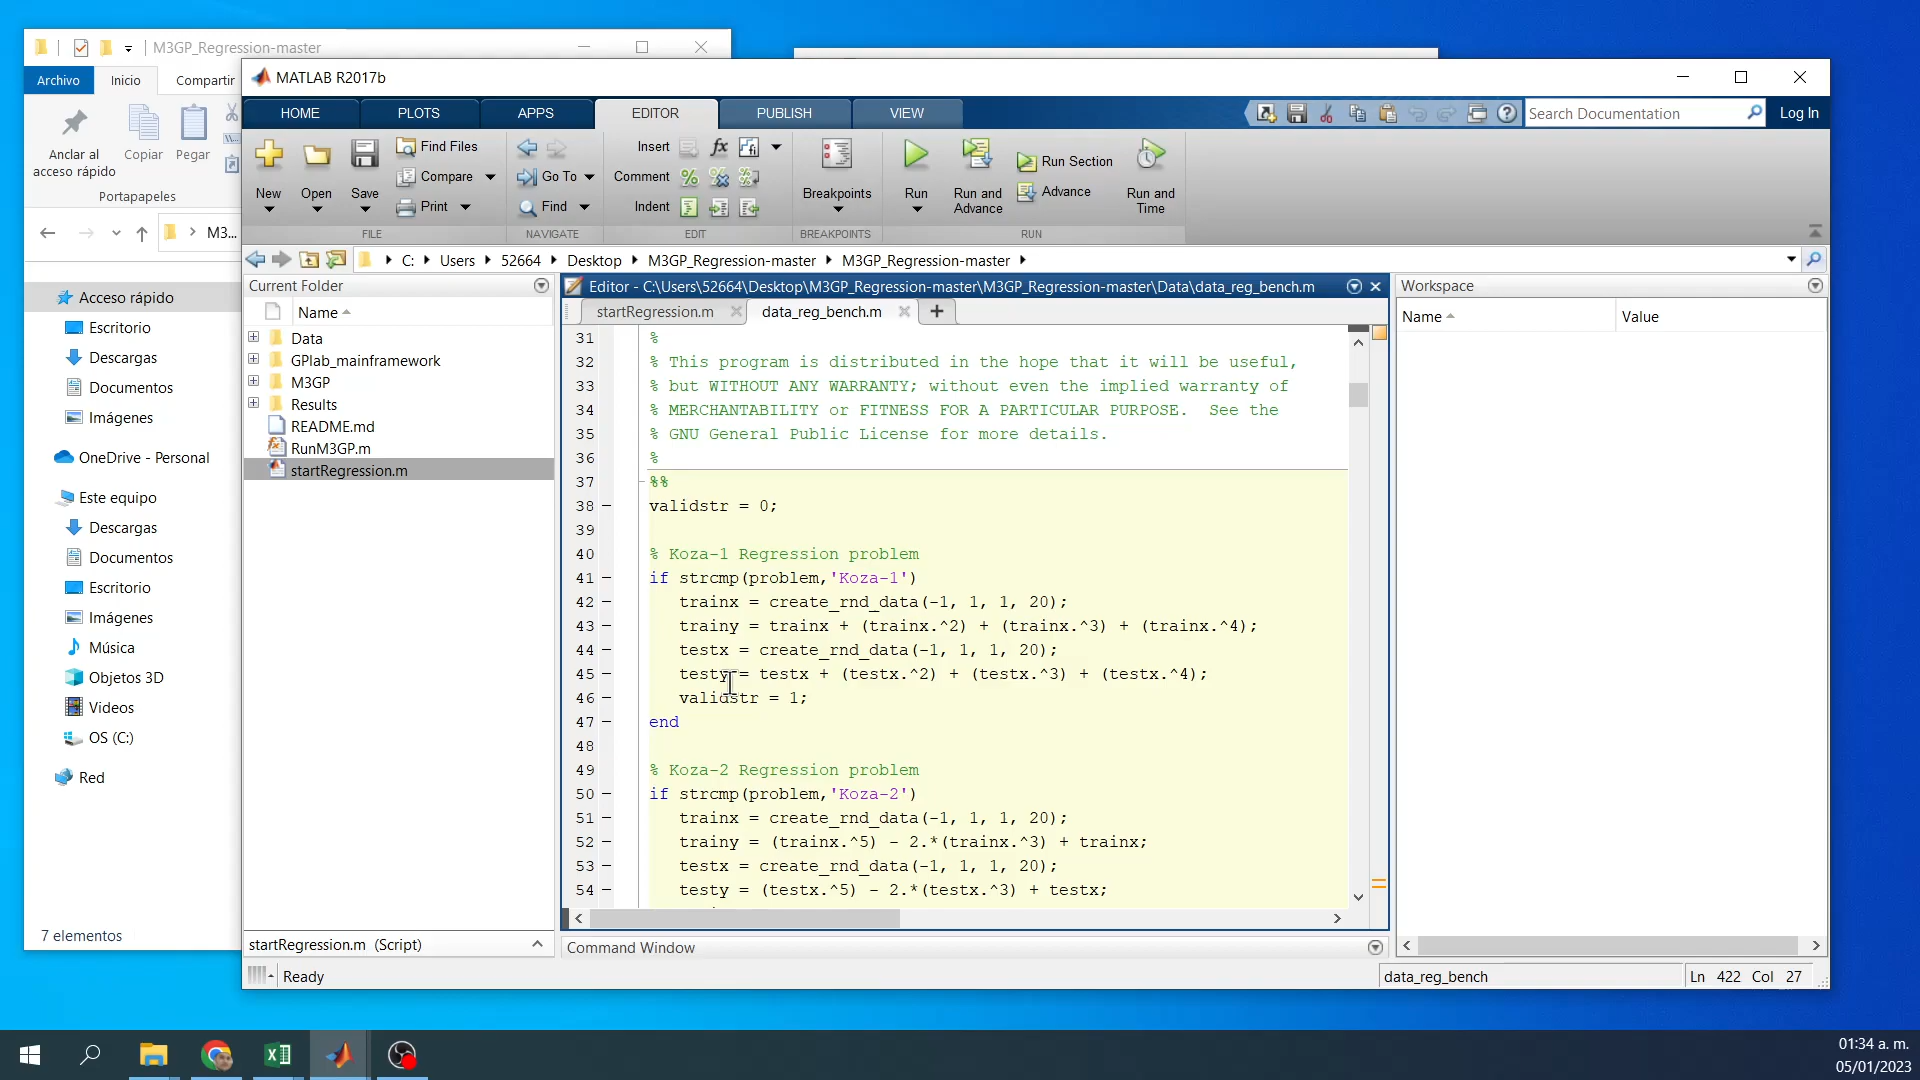 M3GP_Regression-master
Archivo
Inicio
Compartir
Anclar al
acceso rápido
Copiar
Pegar
Portapapeles
M3...
Acceso rápido
Escritorio
Descargas
Documentos
Imágenes
OneDrive - Personal
Este equipo
Descargas
Documentos
Escritorio
Imágenes
Música
Objetos 3D
Videos
OS (C:)
Red
7 elementos
MATLAB R2017b
HOME
PLOTS
APPS
EDITOR
PUBLISH
VIEW
Search Documentation
Log In
New
Open
Save
Find Files
Compare
Print
FILE
Go To
Find
NAVIGATE
Insert
Comment
Indent
EDIT
Breakpoints
BREAKPOINTS
Run
Run and
Advance
Run Section
Advance
Run and
Time
RUN
C: Users 52664 Desktop M3GP_Regression-master M3GP_Regression-master
Current Folder
Name
Data
GPlab_mainframework
M3GP
Results
README.md
RunM3GP.m
startRegression.m
startRegression.m (Script)
Editor - C:\Users\52664\Desktop\M3GP_Regression-master\M3GP_Regression-master\Data\data_reg_bench.m
startRegression.m
data_reg_bench.m
31 %
32 % This program is distributed in the hope that it will be useful,
33 % but WITHOUT ANY WARRANTY; without even the implied warranty of
34 % MERCHANTABILITY or FITNESS FOR A PARTICULAR PURPOSE.  See the
35 % GNU General Public License for more details.
36 %
37 %%
38 validstr = 0;
39
40 % Koza-1 Regression problem
41 if strcmp(problem,'Koza-1')
42 trainx = create_rnd_data(-1, 1, 1, 20);
43 trainy = trainx + (trainx.^2) + (trainx.^3) + (trainx.^4);
44 testx = create_rnd_data(-1, 1, 1, 20);
45 testy = testx + (testx.^2) + (testx.^3) + (testx.^4);
46 validstr = 1;
47 end
48
49 % Koza-2 Regression problem
50 if strcmp(problem,'Koza-2')
51 trainx = create_rnd_data(-1, 1, 1, 20);
52 trainy = (trainx.^5) - 2.*(trainx.^3) + trainx;
53 testx = create_rnd_data(-1, 1, 1, 20);
54 testy = (testx.^5) - 2.*(testx.^3) + testx;
Command Window
Workspace
Name
Value
Ready
data_reg_bench
Ln 422 Col 27
01:34 a. m.
05/01/2023